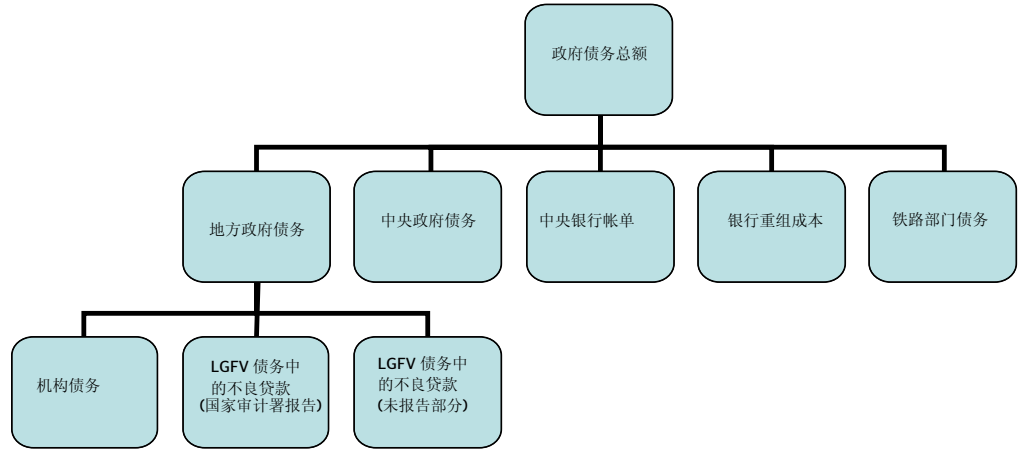 政府债务总额
地方政府债务
中央政府债务
中央银行帐单
银行重组成本
铁路部门债务
机构债务
LGFV 债务中
的不良贷款
(国家审计署报告)
LGFV 债务中
的不良贷款
(未报告部分)